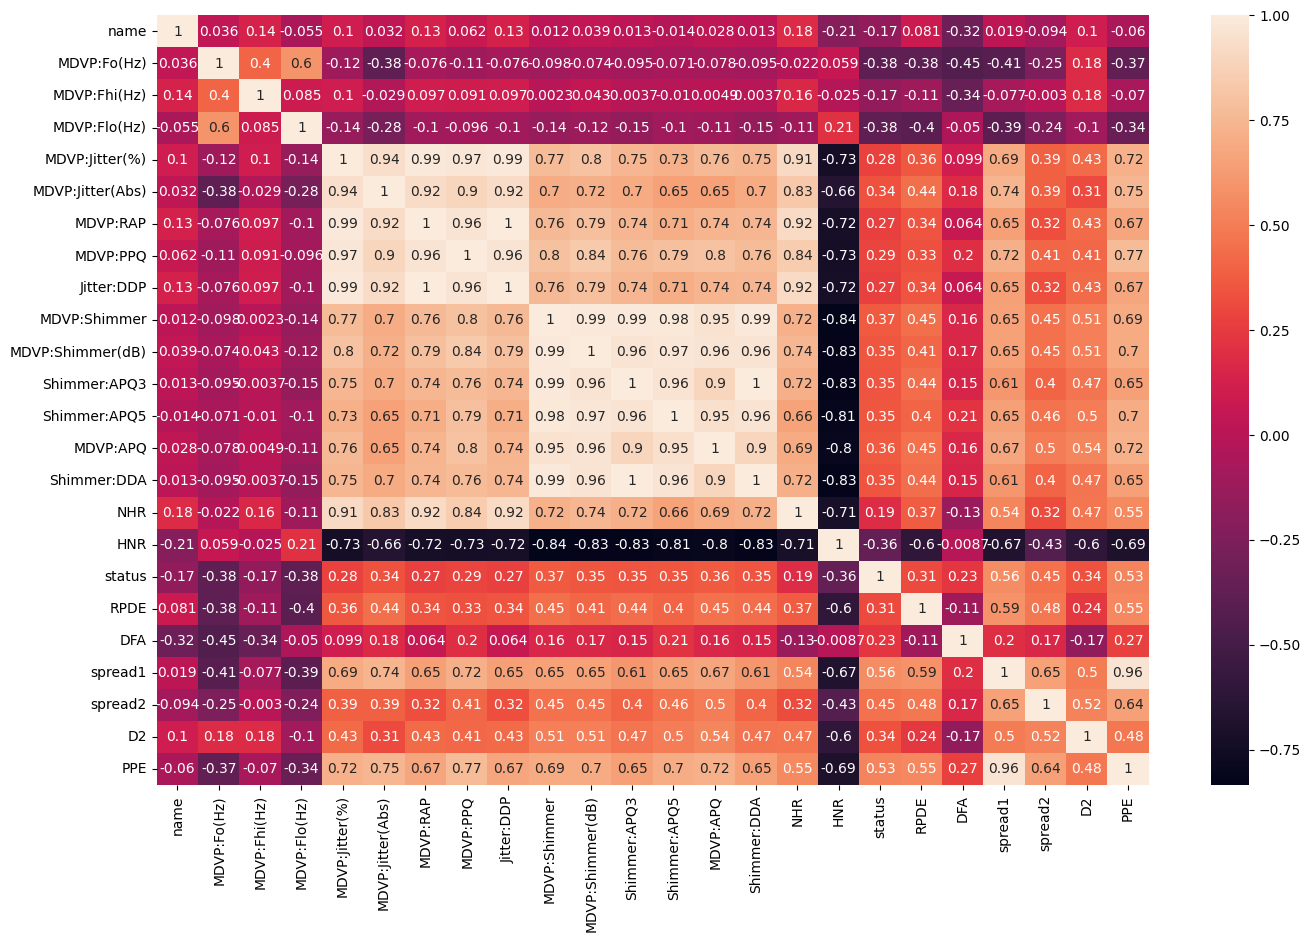 name 1 0.036 0.14 -0.055 0.1 0.032 0.13 0.062 0.13 0.012 0.039 0.013 -0.014 0.028 0.013 0.18 -0.21 -0.17 0.081 -0.32 0.019 -0.094 0.1 -0.06 1.00
MDVP:Fo(Hz) 0.036 1 0.4 0.6 -0.12 -0.38 -0.076 -0.11 -0.076 -0.098 -0.074 -0.095 -0.071 -0.078 -0.095 -0.022 0.059 -0.38 -0.38 -0.45 -0.41 -0.25 0.18 -0.37
MDVP:Fhi(Hz) 0.14 0.4 1 0.085 0.1 -0.029 0.097 0.091 0.097 0.0023 0.043 -0.0037 -0.01 0.0049 -0.0037 0.16 -0.025 -0.17 -0.11 -0.34 -0.077 -0.003 0.18 -0.07
MDVP:Flo(Hz) -0.055 0.6 0.085 1 -0.14 -0.28 -0.1 -0.096 -0.1 -0.14 -0.12 -0.15 -0.1 -0.11 -0.15 -0.11 0.21 -0.38 -0.4 -0.05 -0.39 -0.24 -0.1 -0.34 0.75
MDVP:Jitter(%) 0.1 -0.12 0.1 -0.14 1 0.94 0.99 0.97 0.99 0.77 0.8 0.75 0.73 0.76 0.75 0.91 -0.73 0.28 0.36 0.099 0.69 0.39 0.43 0.72
MDVP:Jitter(Abs) 0.032 -0.38 -0.029 -0.28 0.94 1 0.92 0.9 0.92 0.7 0.72 0.7 0.65 0.65 0.7 0.83 -0.66 0.34 0.44 0.18 0.74 0.39 0.31 0.75
MDVP:RAP 0.13 -0.076 0.097 -0.1 0.99 0.92 1 0.96 1 0.76 0.79 0.74 0.71 0.74 0.74 0.92 -0.72 0.27 0.34 0.064 0.65 0.32 0.43 0.67 0.50
MDVP:PPQ 0.062 -0.11 0.091 -0.096 0.97 0.9 0.96 1 0.96 0.8 0.84 0.76 0.79 0.8 0.76 0.84 -0.73 0.29 0.33 0.2 0.72 0.41 0.41 0.77
Jitter:DDP 0.13 -0.076 0.097 -0.1 0.99 0.92 1 0.96 1 0.76 0.79 0.74 0.71 0.74 0.74 0.92 -0.72 0.27 0.34 0.064 0.65 0.32 0.43 0.67
MDVP:Shimmer 0.012 -0.098 0.0023 -0.14 0.77 0.7 0.76 0.8 0.76 1 0.99 0.99 0.98 0.95 0.99 0.72 -0.84 0.37 0.45 0.16 0.65 0.45 0.51 0.69
MDVP:Shimmer(dB) 0.039 -0.074 0.043 -0.12 0.8 0.72 0.79 0.84 0.79 0.99 1 0.96 0.97 0.96 0.96 0.74 -0.83 0.35 0.41 0.17 0.65 0.45 0.51 0.7 0.25
Shimmer:APQ3 0.013 -0.095 -0.0037 -0.15 0.75 0.7 0.74 0.76 0.74 0.99 0.96 1 0.96 0.9 1 0.72 -0.83 0.35 0.44 0.15 0.61 0.4 0.47 0.65
Shimmer:APQ5 -0.014 -0.071 -0.01 -0.1 0.73 0.65 0.71 0.79 0.71 0.98 0.97 0.96 1 0.95 0.96 0.66 -0.81 0.35 0.4 0.21 0.65 0.46 0.5 0.7
MDVP:APQ 0.028 -0.078 0.0049 -0.11 0.76 0.65 0.74 0.8 0.74 0.95 0.96 0.9 0.95 1 0.9 0.69 -0.8 0.36 0.45 0.16 0.67 0.5 0.54 0.72 0.00
Shimmer:DDA 0.013 -0.095 -0.0037 -0.15 0.75 0.7 0.74 0.76 0.74 0.99 0.96 1 0.96 0.9 1 0.72 -0.83 0.35 0.44 0.15 0.61 0.4 0.47 0.65
NHR 0.18 -0.022 0.16 -0.11 0.91 0.83 0.92 0.84 0.92 0.72 0.74 0.72 0.66 0.69 0.72 1 -0.71 0.19 0.37 -0.13 0.54 0.32 0.47 0.55
HNR -0.21 0.059 -0.025 0.21 -0.73 -0.66 -0.72 -0.73 -0.72 -0.84 -0.83 -0.83 -0.81 -0.8 -0.83 -0.71 1 -0.36 -0.6 -0.0087 -0.67 -0.43 -0.6 -0.69 −0.25
status -0.17 -0.38 -0.17 -0.38 0.28 0.34 0.27 0.29 0.27 0.37 0.35 0.35 0.35 0.36 0.35 0.19 -0.36 1 0.31 0.23 0.56 0.45 0.34 0.53
RPDE 0.081 -0.38 -0.11 -0.4 0.36 0.44 0.34 0.33 0.34 0.45 0.41 0.44 0.4 0.45 0.44 0.37 -0.6 0.31 1 -0.11 0.59 0.48 0.24 0.55
DFA -0.32 -0.45 -0.34 -0.05 0.099 0.18 0.064 0.2 0.064 0.16 0.17 0.15 0.21 0.16 0.15 -0.13 -0.0087 0.23 -0.11 1 0.2 0.17 -0.17 0.27 −0.50
spread1 0.019 -0.41 -0.077 -0.39 0.69 0.74 0.65 0.72 0.65 0.65 0.65 0.61 0.65 0.67 0.61 0.54 -0.67 0.56 0.59 0.2 1 0.65 0.5 0.96
spread2 -0.094 -0.25 -0.003 -0.24 0.39 0.39 0.32 0.41 0.32 0.45 0.45 0.4 0.46 0.5 0.4 0.32 -0.43 0.45 0.48 0.17 0.65 1 0.52 0.64
D2 0.1 0.18 0.18 -0.1 0.43 0.31 0.43 0.41 0.43 0.51 0.51 0.47 0.5 0.54 0.47 0.47 -0.6 0.34 0.24 -0.17 0.5 0.52 1 0.48
PPE -0.06 -0.37 -0.07 -0.34 0.72 0.75 0.67 0.77 0.67 0.69 0.7 0.65 0.7 0.72 0.65 0.55 -0.69 0.53 0.55 0.27 0.96 0.64 0.48 1 −0.75
name MDVP:Fo(Hz) MDVP:Fhi(Hz) MDVP:Flo(Hz) MDVP:Jitter(%) MDVP:Jitter(Abs) MDVP:RAP MDVP:PPQ Jitter:DDP MDVP:Shimmer MDVP:Shimmer(dB) Shimmer:APQ3 Shimmer:APQ5 MDVP:APQ Shimmer:DDA NHR HNR status RPDE DFA spread1 spread2 D2 PPE